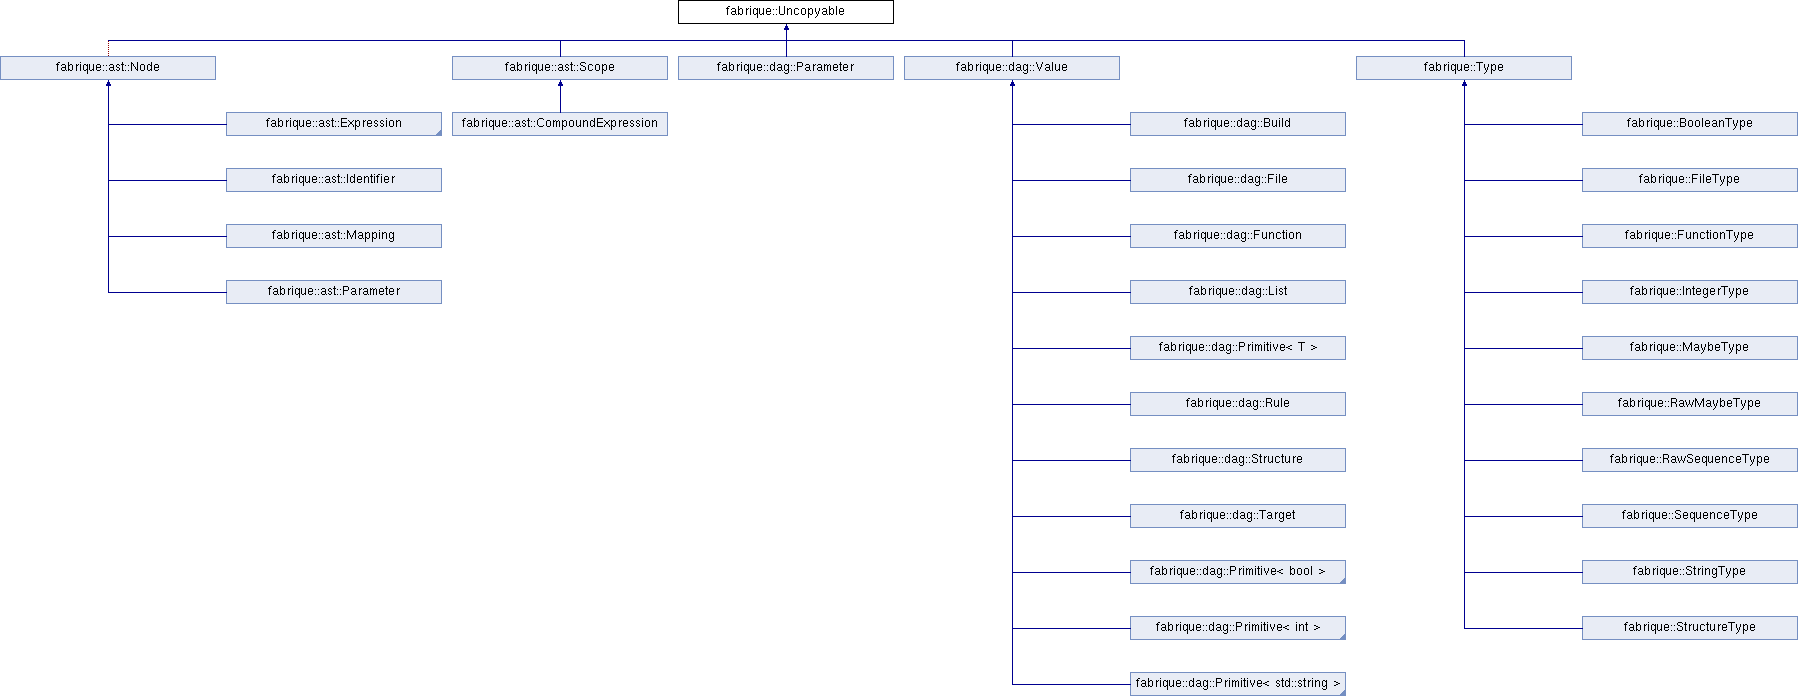 fabrique::Uncopyable
fabrique::ast::Node
fabrique::ast::Scope
fabrique::dag::Parameter
fabrique::dag::Value
fabrique::Type
fabrique::ast::Expression
fabrique::ast::CompoundExpression
fabrique::dag::Build
fabrique::BooleanType
fabrique::ast::Identifier
fabrique::dag::File
fabrique::FileType
fabrique::ast::Mapping
fabrique::dag::Function
fabrique::FunctionType
fabrique::ast::Parameter
fabrique::dag::List
fabrique::IntegerType
fabrique::dag::Primitive< T >
fabrique::MaybeType
fabrique::dag::Rule
fabrique::RawMaybeType
fabrique::dag::Structure
fabrique::RawSequenceType
fabrique::dag::Target
fabrique::SequenceType
fabrique::dag::Primitive< bool >
fabrique::StringType
fabrique::dag::Primitive< int >
fabrique::StructureType
fabrique::dag::Primitive< std::string >